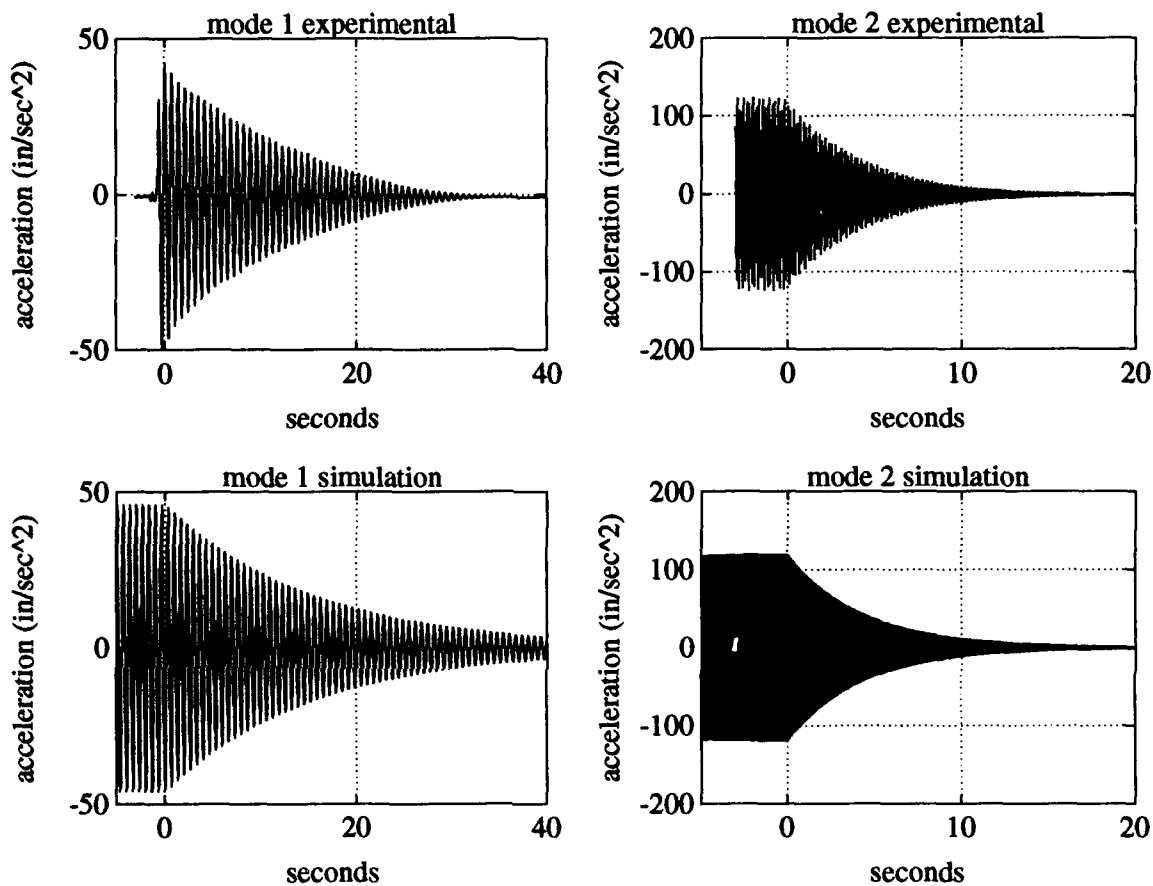 mode 1 experimental
50
0
-50
acceleration (in/sec^2)
0
20
40
seconds
mode 2 experimental
200
100
0
-100
-200
acceleration (in/sec^2)
0
10
20
seconds
mode 1 simulation
50
0
-50
acceleration (in/sec^2)
0
20
40
seconds
mode 2 simulation
200
100
0
-100
-200
acceleration (in/sec^2)
0
10
20
seconds